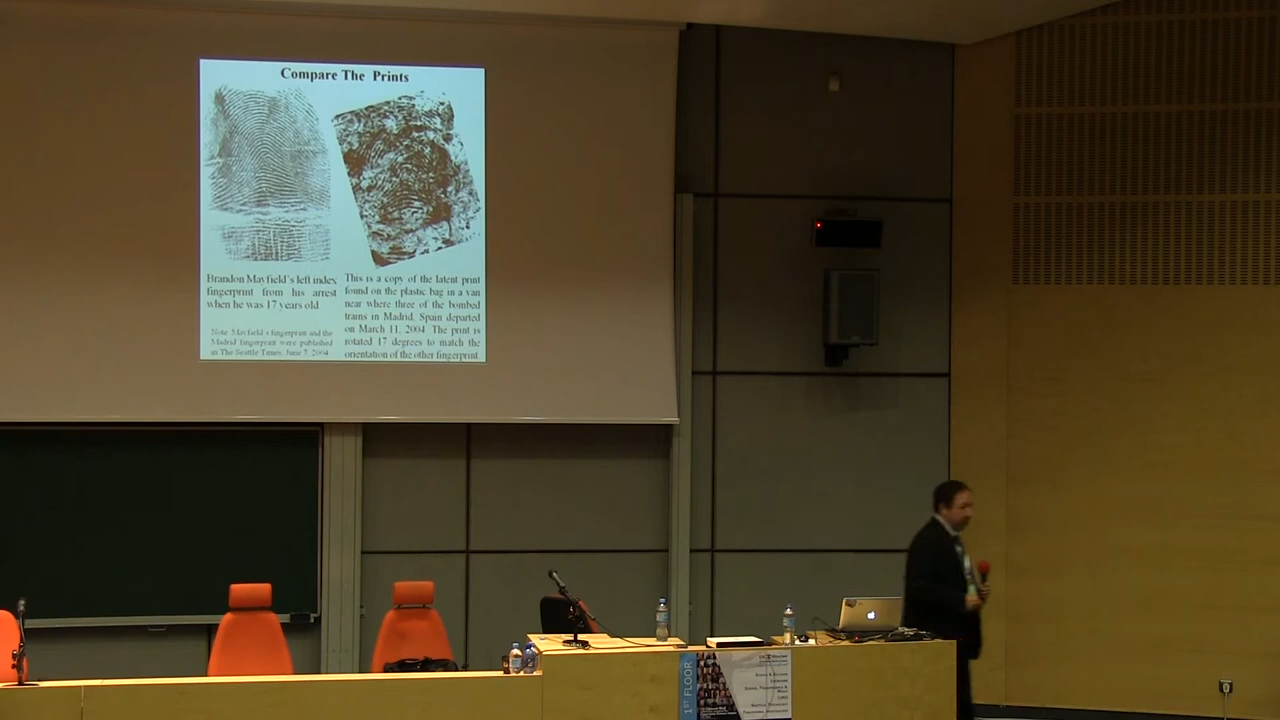 Compare The Prints
Brandon Mayfield's left index
fingerprint from his arrest
when he was 17 years old
Note: Mayfield's fingerprint and the
Madrid fingerprint were published
in The Seattle Times, June 7, 2004
This is a copy of the latent print
found on the plastic bag in a van
near where three of the bombed
trains in Madrid, Spain departed
on March 11, 2004. The print is
rotated 17 degrees to match the
orientation of the other fingerprint
1ST FLOOR